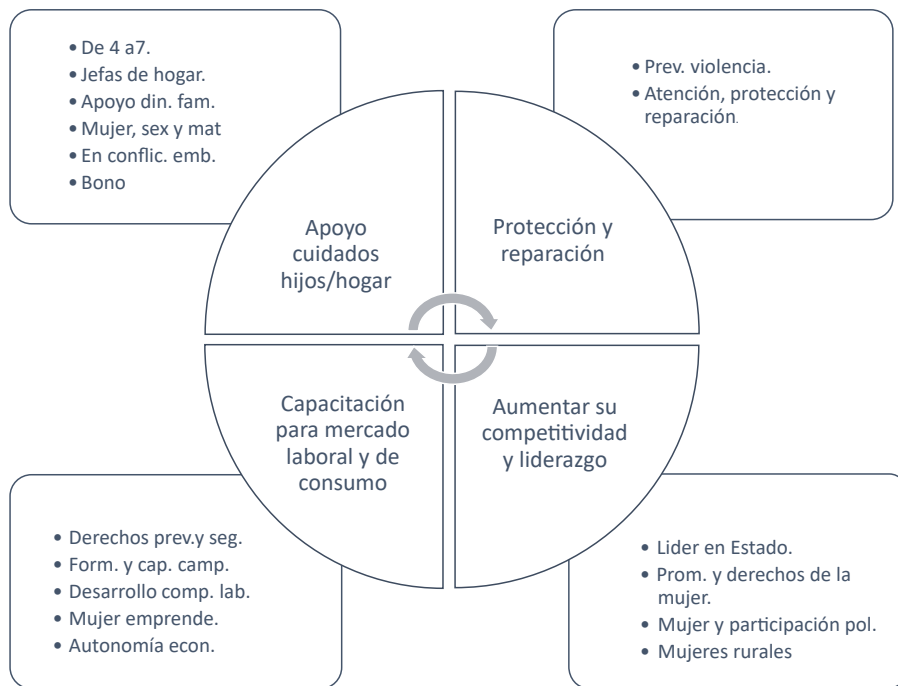 • De 4 a7.
• Jefas de hogar.
• Apoyo din. fam.
• Mujer, sex y mat
• En conflic. emb.
• Bono
• Prev. violencia.
• Atención, protección y
reparación.
Apoyo
cuidados
hijos/hogar
Protección y
reparación
Capacitación
para mercado
laboral y de
consumo
Aumentar su
competitividad
y liderazgo
• Derechos prev.y seg.
• Form. y cap. camp.
• Desarrollo comp. lab.
• Mujer emprende.
• Autonomía econ.
• Lider en Estado.
• Prom. y derechos de la
mujer.
• Mujer y participación pol.
• Mujeres rurales